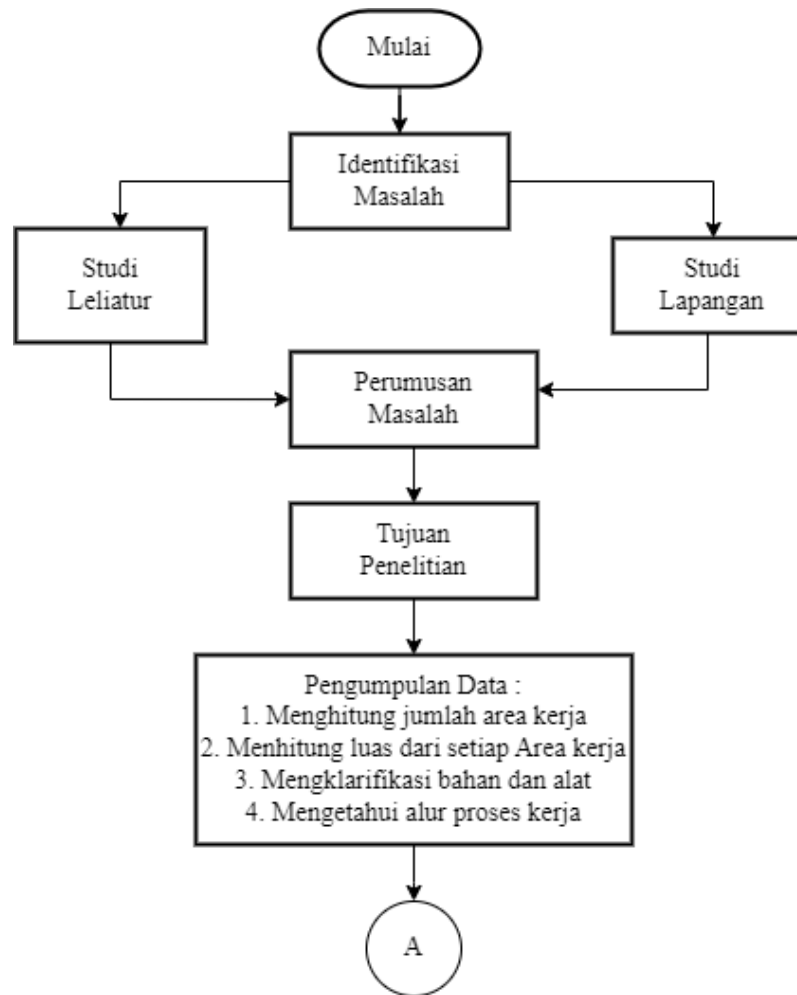 Mulai
Identifikasi
Masalah
Studi
Leliatur
Studi
Lapangan
Perumusan
Masalah
Tujuan
Penelitian
Pengumpulan Data :
1. Menghitung jumlah area kerja
2. Menhitung luas dari setiap Area kerja
3. Mengklarifikasi bahan dan alat
4. Mengetahui alur proses kerja
A